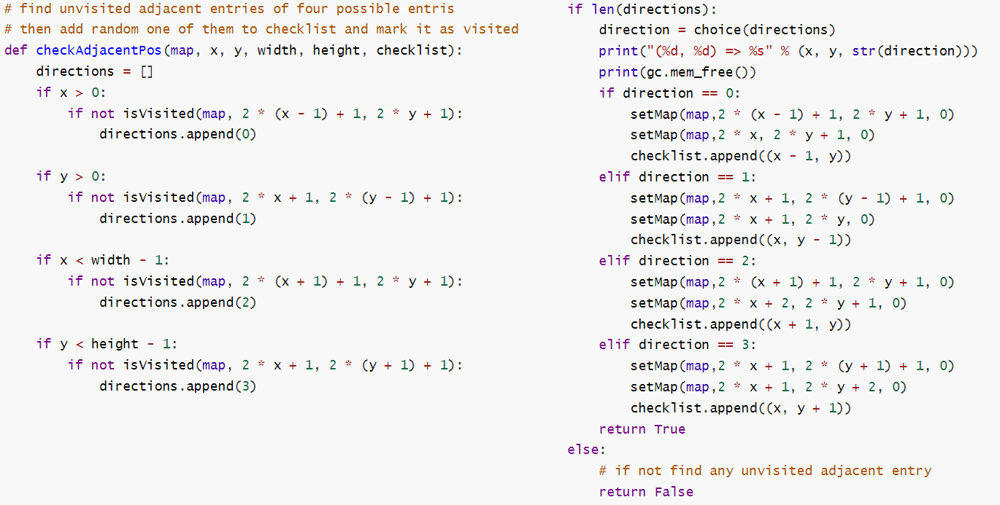 # find unvisited adjacent entries of four possible entris
# then add random one of them to checklist and mark it as visited
def checkAdjacentPos(map, x, y, width, height, checklist):
    directions = []
    if x > 0:
        if not isVisited(map, 2 * (x - 1) + 1, 2 * y + 1):
            directions.append(0)

    if y > 0:
        if not isVisited(map, 2 * x + 1, 2 * (y - 1) + 1):
            directions.append(1)

    if x < width - 1:
        if not isVisited(map, 2 * (x + 1) + 1, 2 * y + 1):
            directions.append(2)

    if y < height - 1:
        if not isVisited(map, 2 * x + 1, 2 * (y + 1) + 1):
            directions.append(3)

    if len(directions):
        direction = choice(directions)
        print("(%d, %d) => %s" % (x, y, str(direction)))
        print(gc.mem_free())
        if direction == 0:
            setMap(map,2 * (x - 1) + 1, 2 * y + 1, 0)
            setMap(map,2 * x, 2 * y + 1, 0)
            checklist.append((x - 1, y))
        elif direction == 1:
            setMap(map,2 * x + 1, 2 * (y - 1) + 1, 0)
            setMap(map,2 * x + 1, 2 * y, 0)
            checklist.append((x, y - 1))
        elif direction == 2:
            setMap(map,2 * (x + 1) + 1, 2 * y + 1, 0)
            setMap(map,2 * x + 2, 2 * y + 1, 0)
            checklist.append((x + 1, y))
        elif direction == 3:
            setMap(map,2 * x + 1, 2 * (y + 1) + 1, 0)
            setMap(map,2 * x + 1, 2 * y + 2, 0)
            checklist.append((x, y + 1))
        return True
    else:
        # if not find any unvisited adjacent entry
        return False